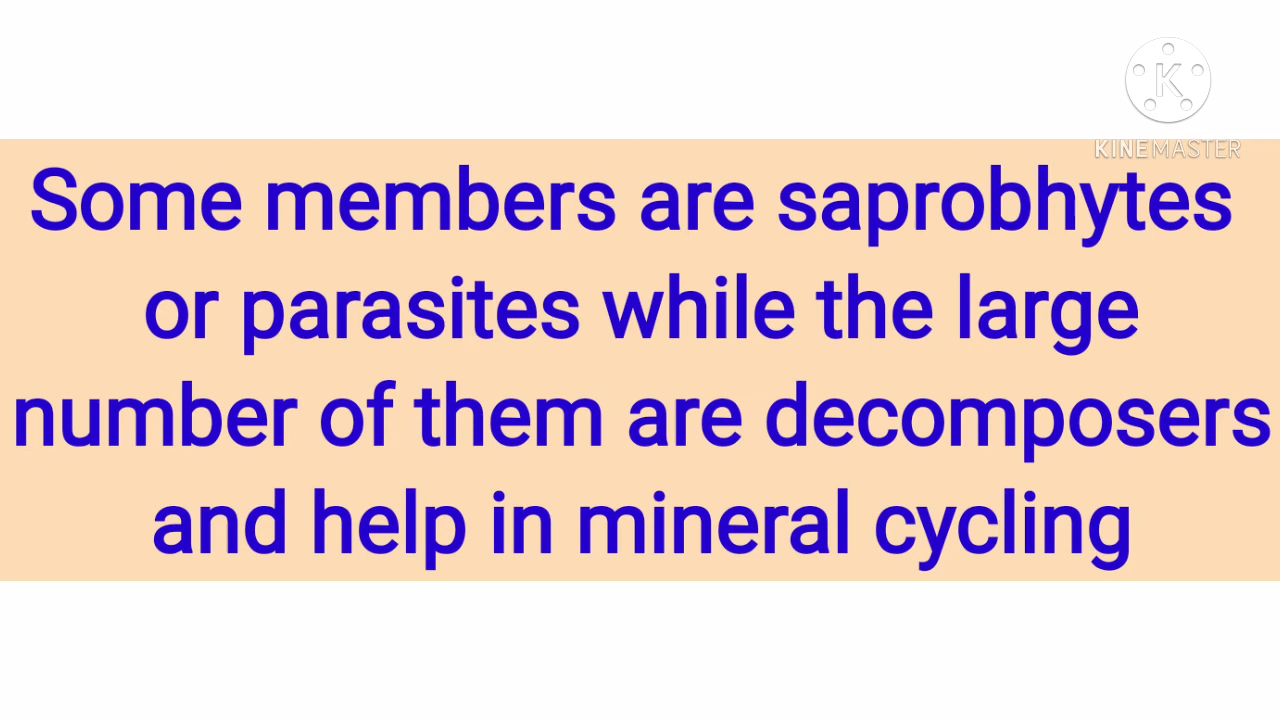 K
KINEMASTER
Some members are saprobhytes
or parasites while the large
number of them are decomposers
and help in mineral cycling